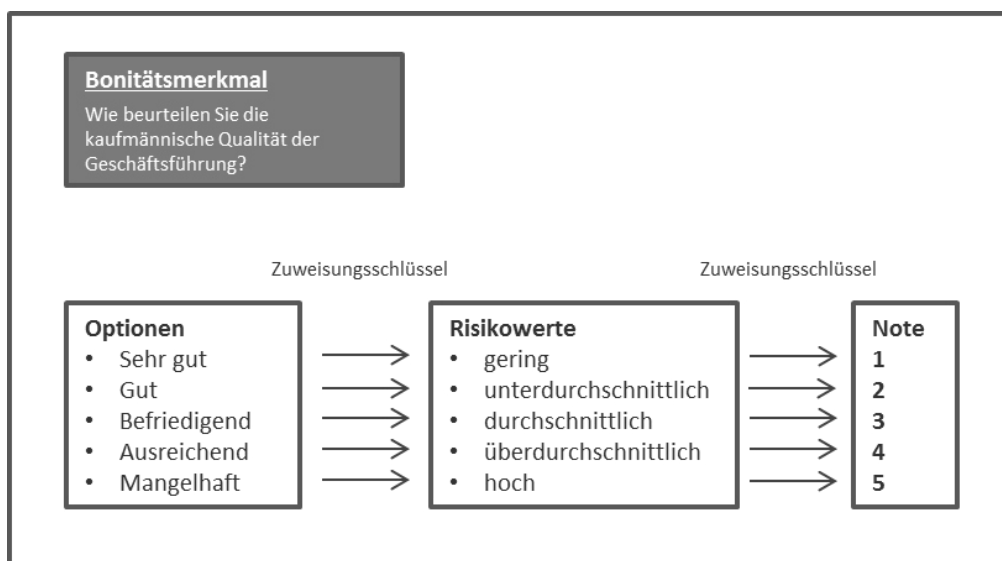 Bonitätsmerkmal
Wie beurteilen Sie die
kaufmännische Qualität der
Geschäftsführung?
Zuweisungsschlüssel
Zuweisungsschlüssel
Optionen
• Sehr gut
• Gut
• Befriedigend
• Ausreichend
• Mangelhaft
Risikowerte
• gering
• unterdurchschnittlich
• durchschnittlich
• überdurchschnittlich
• hoch
Note
1
2
3
4
5